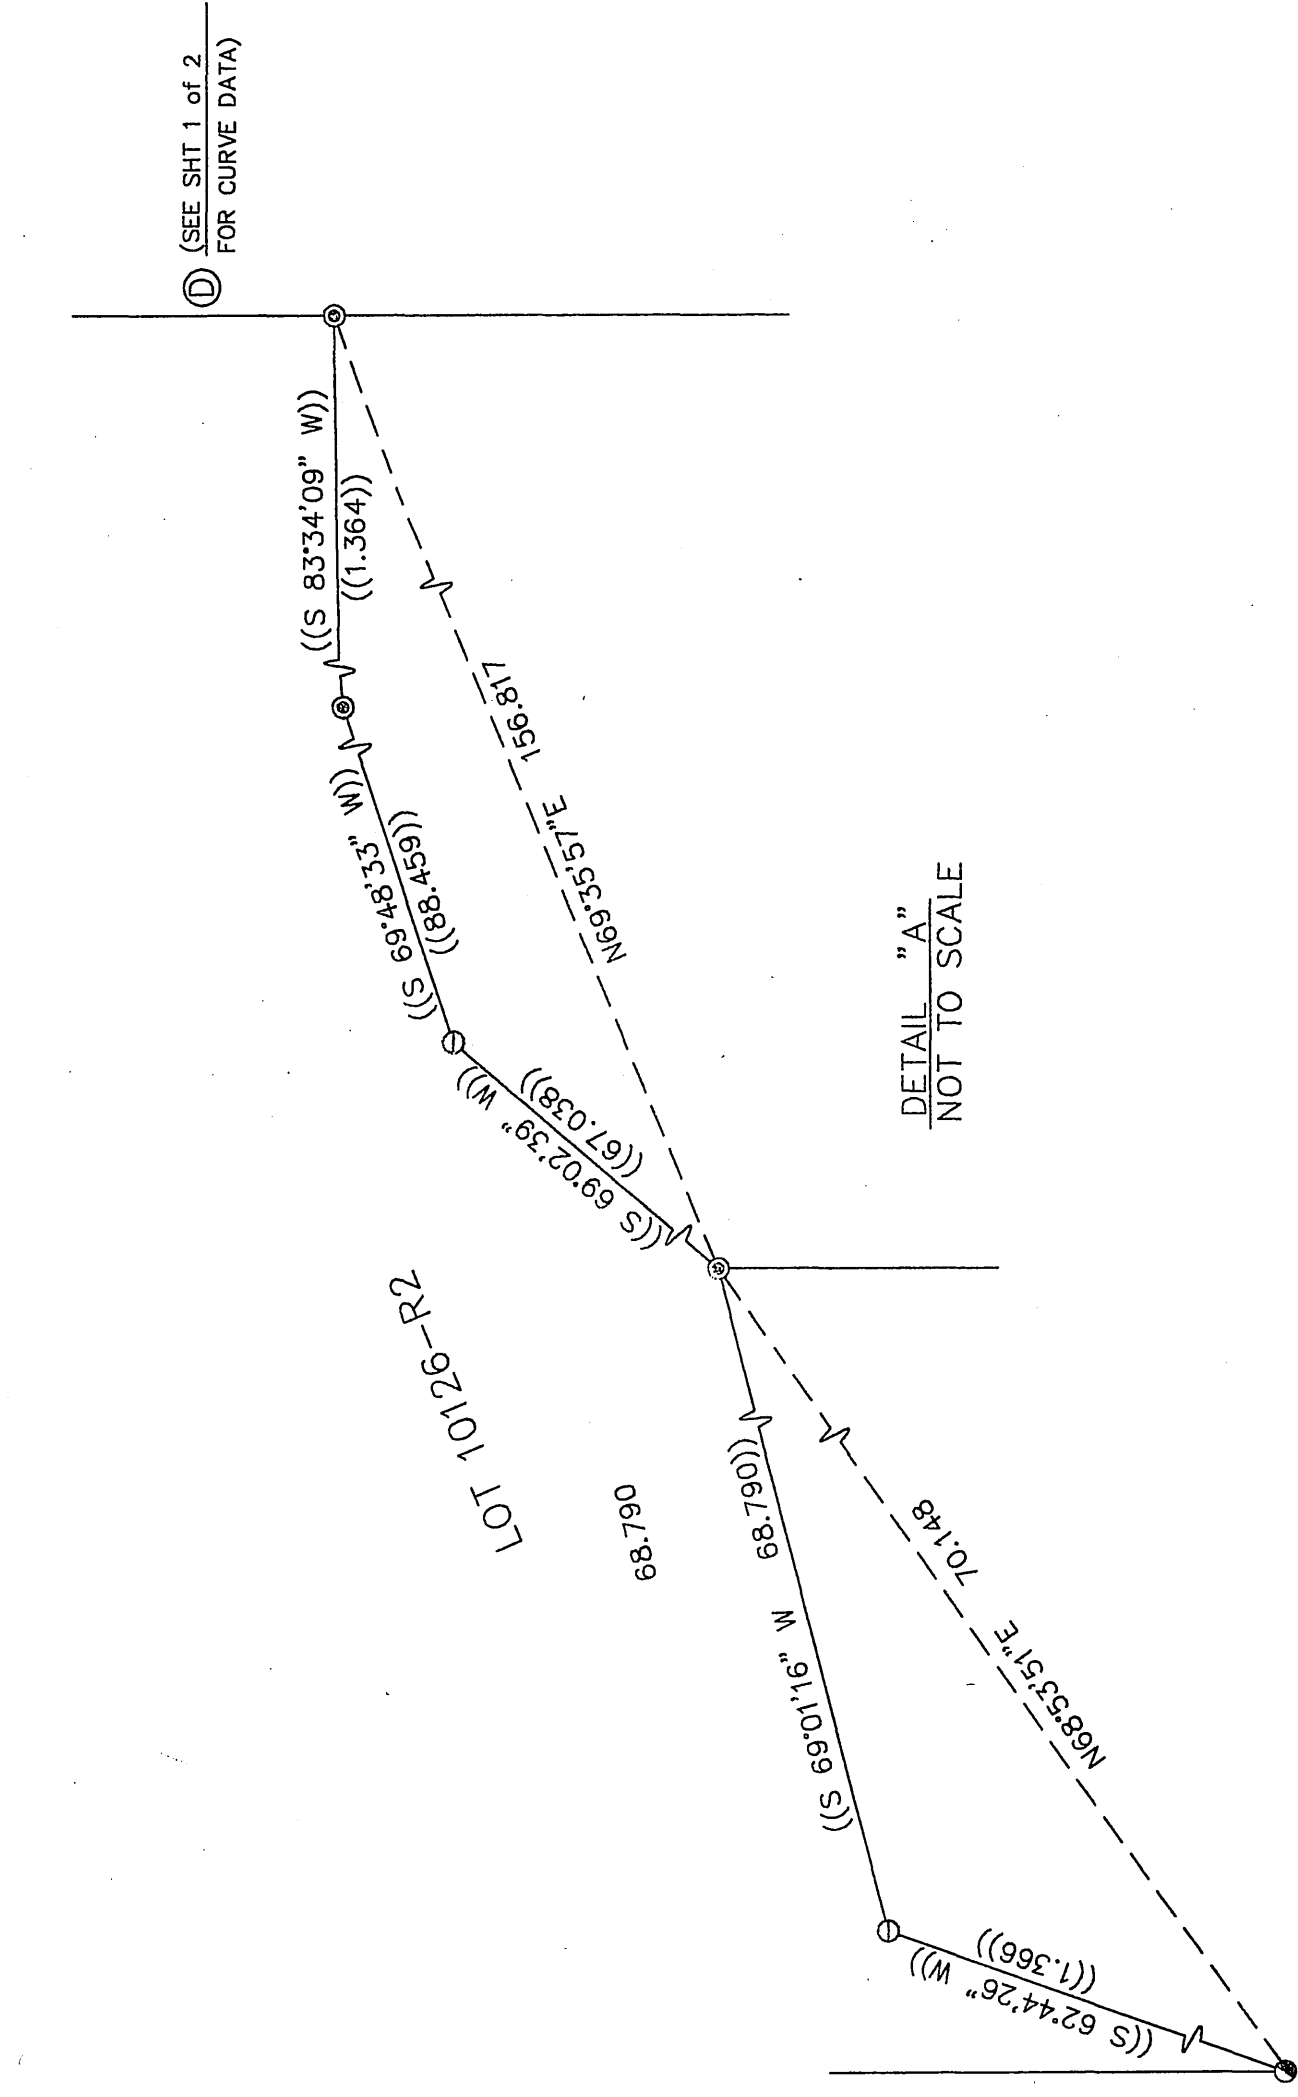 Ⓓ (SEE SHT 1 of 2
FOR CURVE DATA)
((S 83°34'09" W))
((1.364))
((S 69°48'33" W))
((88.459))
N69°35'57"E 156.817
((S 69°02'39" W))
((67.038))
LOT 10126-R2
68.790
((S 69°01'16" W 68.790))
N68°53'51"E 70.148
((S 62°44'26" W))
((1.366))
DETAIL "A"
NOT TO SCALE